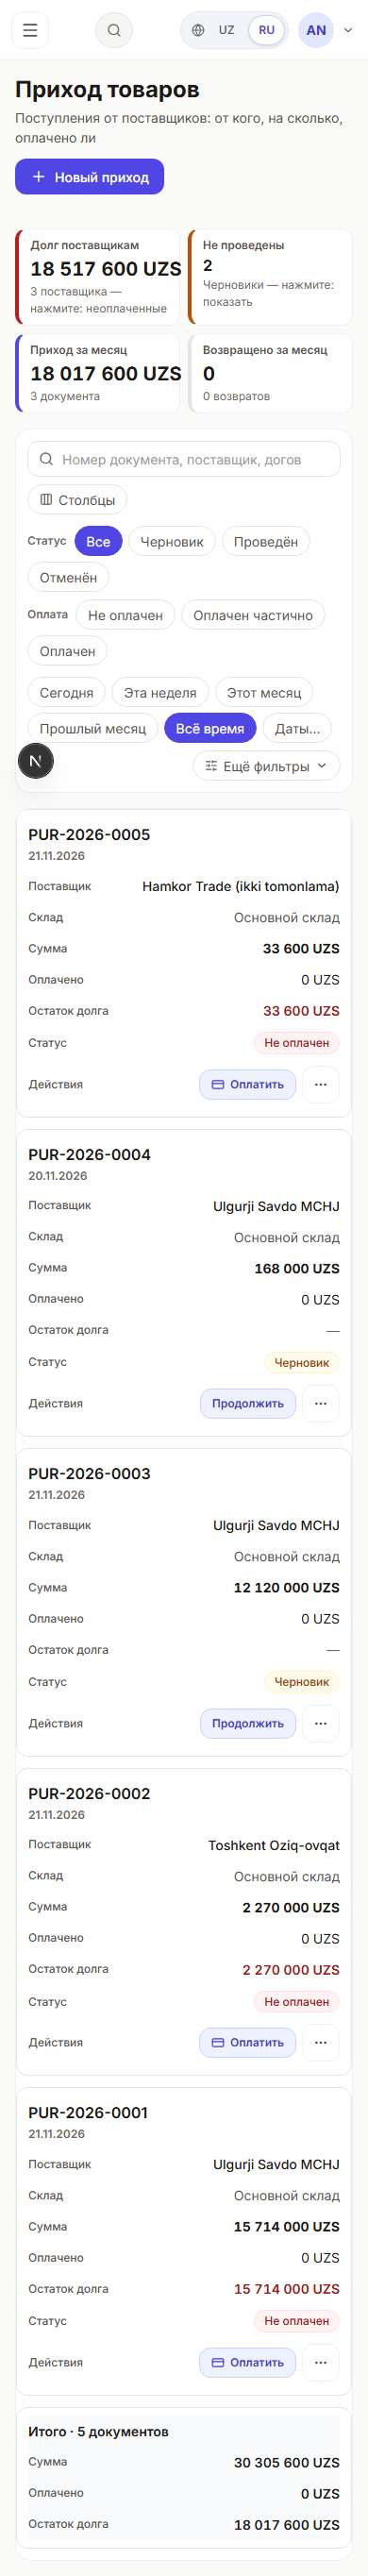 UZ
RU
AN
Приход товаров
Поступления от поставщиков: от кого, на сколько,
оплачено ли
Новый приход
Долг поставщикам
18 517 600 UZS
3 поставщика —
нажмите: неоплаченные
Не проведены
2
Черновики — нажмите:
показать
Приход за месяц
18 017 600 UZS
3 документа
Возвращено за месяц
0
0 возвратов
Номер документа, поставщик, догов
Столбцы
Статус
Все
Черновик
Проведён
Отменён
Оплата
Не оплачен
Оплачен частично
Оплачен
Сегодня
Эта неделя
Этот месяц
Прошлый месяц
Всё время
Даты...
N
Ещё фильтры
PUR-2026-0005
21.11.2026
Поставщик Hamkor Trade (ikki tomonlama)
Склад Основной склад
Сумма 33 600 UZS
Оплачено 0 UZS
Остаток долга 33 600 UZS
Статус Не оплачен
Действия Оплатить ...
PUR-2026-0004
20.11.2026
Поставщик Ulgurji Savdo MCHJ
Склад Основной склад
Сумма 168 000 UZS
Оплачено 0 UZS
Остаток долга —
Статус Черновик
Действия Продолжить ...
PUR-2026-0003
21.11.2026
Поставщик Ulgurji Savdo MCHJ
Склад Основной склад
Сумма 12 120 000 UZS
Оплачено 0 UZS
Остаток долга —
Статус Черновик
Действия Продолжить ...
PUR-2026-0002
21.11.2026
Поставщик Toshkent Oziq-ovqat
Склад Основной склад
Сумма 2 270 000 UZS
Оплачено 0 UZS
Остаток долга 2 270 000 UZS
Статус Не оплачен
Действия Оплатить ...
PUR-2026-0001
21.11.2026
Поставщик Ulgurji Savdo MCHJ
Склад Основной склад
Сумма 15 714 000 UZS
Оплачено 0 UZS
Остаток долга 15 714 000 UZS
Статус Не оплачен
Действия Оплатить ...
Итого · 5 документов
Сумма 30 305 600 UZS
Оплачено 0 UZS
Остаток долга 18 017 600 UZS